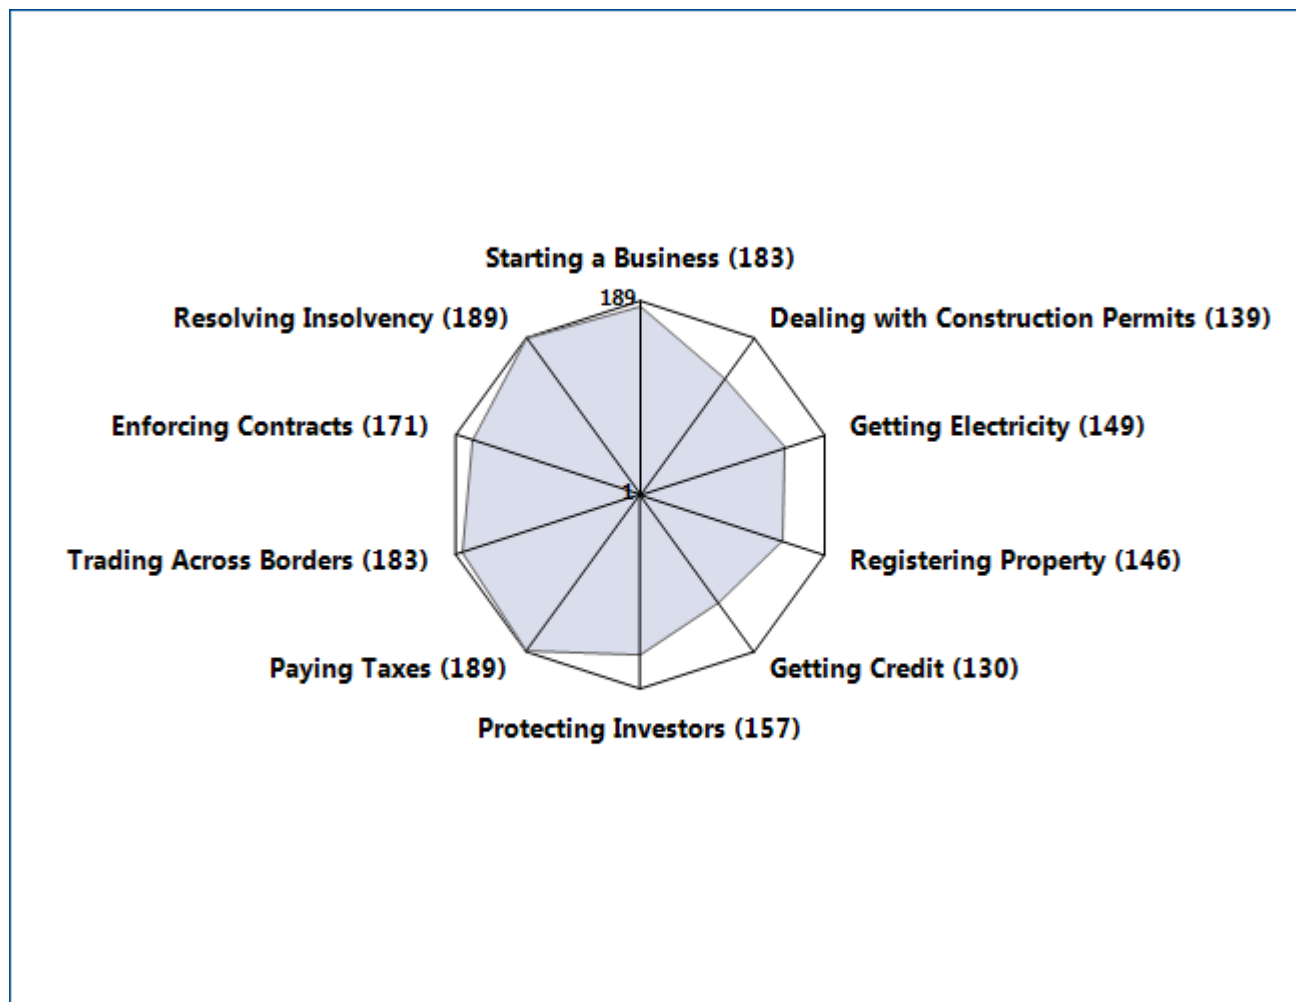 Starting a Business (183)
189
Resolving Insolvency (189)
Dealing with Construction Permits (139)
Enforcing Contracts (171)
Getting Electricity (149)
1
Trading Across Borders (183)
Registering Property (146)
Paying Taxes (189)
Getting Credit (130)
Protecting Investors (157)